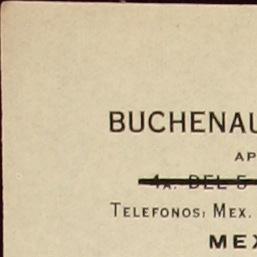 BUCHENAU
AP
4A. DEL 5
TELEFONOS: MEX.
MEX